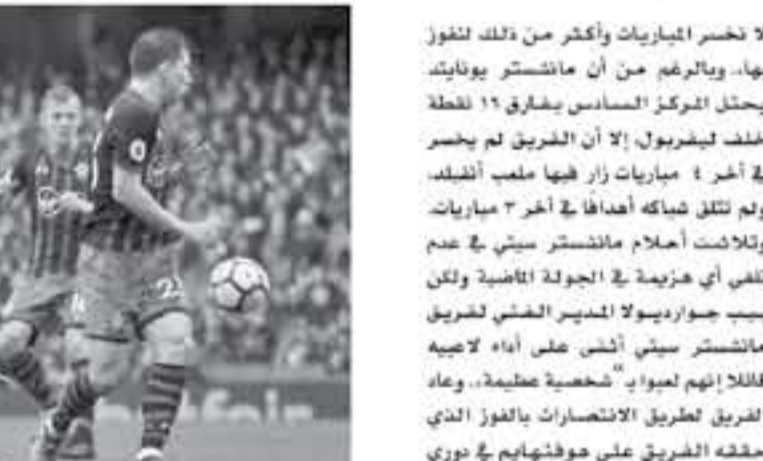 لا نخسر المباريات وأكثر من ذلك لنفوز
بها،. وبالرغم من أن مانشستر يونايتد
يحتل المركز السادس بفارق ١٦ نقطة
خلف ليفربول، إلا أن الفريق لم يخسر
في آخر ٤ مباريات زار فيها ملعب أنفيلد،
ولم تتلق شباكه أهدافا في آخر ٣ مباريات.
وتلاشت أحلام مانشستر سيتي في عدم
تلقى أي هزيمة في الجولة الماضية ولكن
بيب جوارديولا المدير الفني لفريق
مانشستر سيتي أثنى على أداء لاعبيه
قائلا إنهم لعبوا بـ"شخصية عظيمة،. وعاد
الفريق لطريق الانتصارات بالفوز الذي
حققه الفريق على هوفنهايم في دوري
23